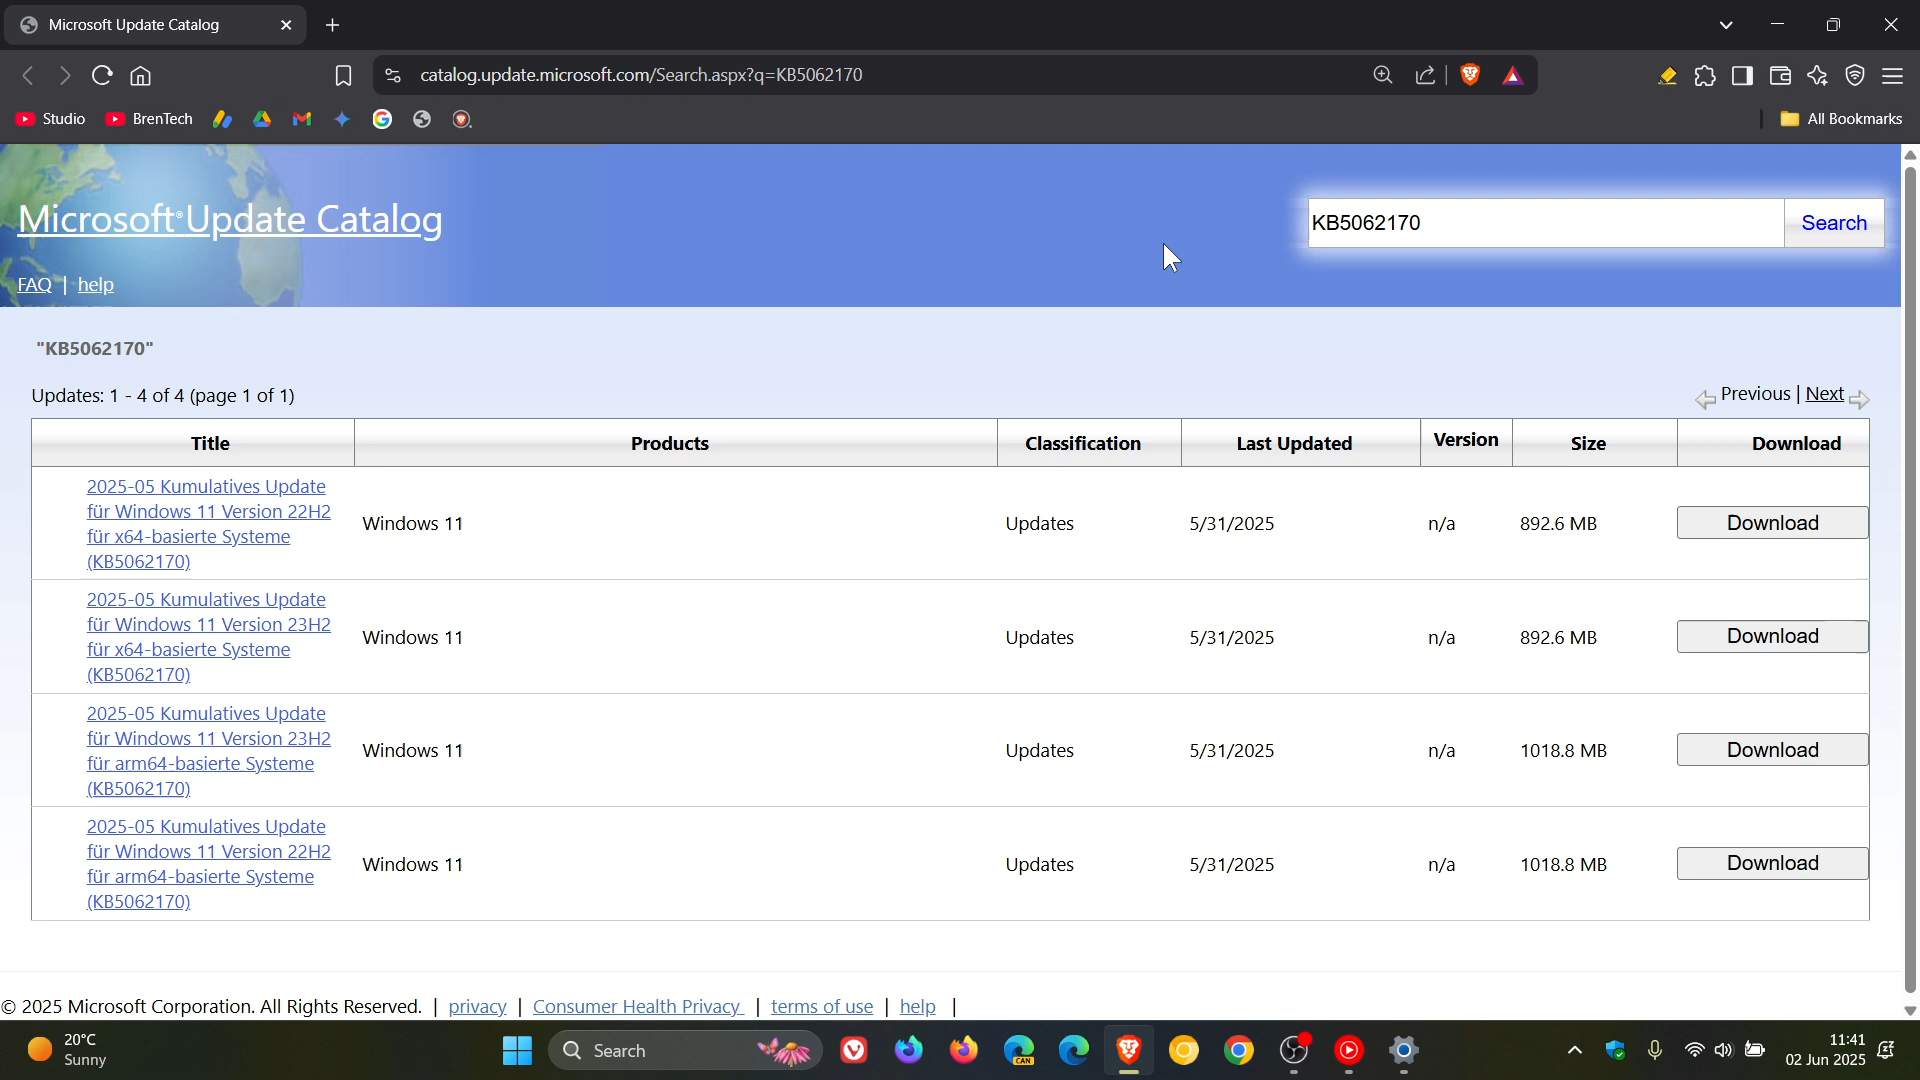 Microsoft Update Catalog
catalog.update.microsoft.com/Search.aspx?q=KB5062170
Studio
BrenTech
All Bookmarks
Microsoft®Update Catalog
KB5062170
Search
FAQ | help
"KB5062170"
Updates: 1 - 4 of 4 (page 1 of 1)
Previous | Next
Title Products Classification Last Updated Version Size Download
2025-05 Kumulatives Update
für Windows 11 Version 22H2
für x64-basierte Systeme
(KB5062170)
Windows 11 Updates 5/31/2025 n/a 892.6 MB Download
2025-05 Kumulatives Update
für Windows 11 Version 23H2
für x64-basierte Systeme
(KB5062170)
Windows 11 Updates 5/31/2025 n/a 892.6 MB Download
2025-05 Kumulatives Update
für Windows 11 Version 23H2
für arm64-basierte Systeme
(KB5062170)
Windows 11 Updates 5/31/2025 n/a 1018.8 MB Download
2025-05 Kumulatives Update
für Windows 11 Version 22H2
für arm64-basierte Systeme
(KB5062170)
Windows 11 Updates 5/31/2025 n/a 1018.8 MB Download
© 2025 Microsoft Corporation. All Rights Reserved. | privacy | Consumer Health Privacy | terms of use | help |
20°C
Sunny
Search
CAN
11:41
02 Jun 2025